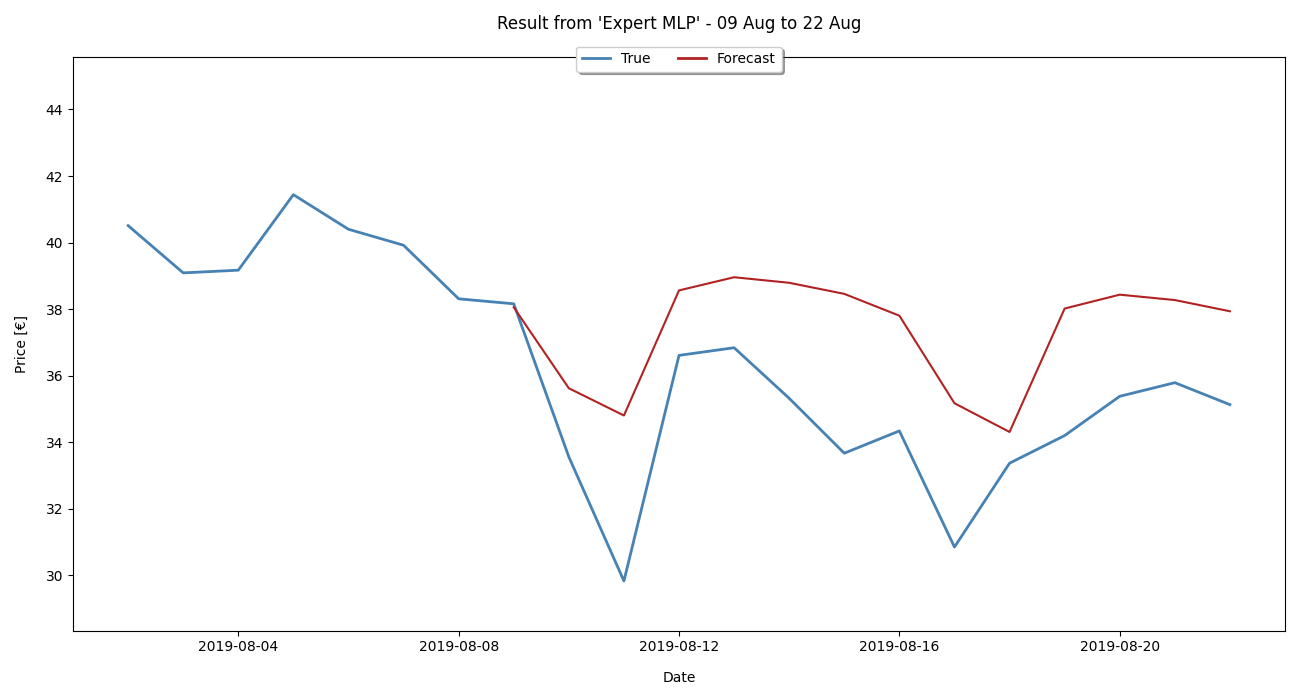 Result from 'Expert MLP' - 09 Aug to 22 Aug
True Forecast
44
42
40
38
36
34
32
30
Price [€]
2019-08-04 2019-08-08 2019-08-12 2019-08-16 2019-08-20
Date